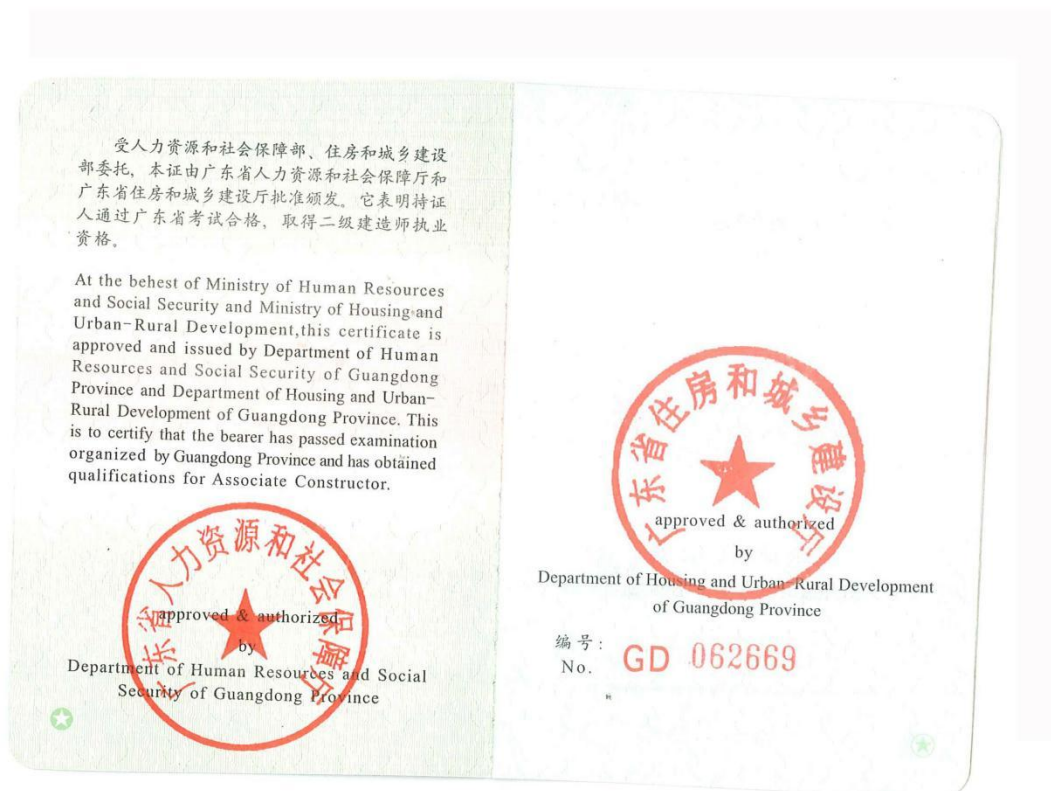 受人力资源和社会保障部、住房和城乡建设
部委托，本证由广东省人力资源和社会保障厅和
广东省住房和城乡建设厅批准颁发。它表明持证
人通过广东省考试合格，取得二级建造师执业
资格。
At the behest of Ministry of Human Resources
and Social Security and Ministry of Housing and
Urban-Rural Development,this certificate is
approved and issued by Department of Human
Resources and Social Security of Guangdong
Province and Department of Housing and Urban-
Rural Development of Guangdong Province. This
is to certify that the bearer has passed examination
organized by Guangdong Province and has obtained
qualifications for Associate Constructor.
广东省人力资源和社会保障厅
approved & authorized
by
Department of Human Resources and Social
Security of Guangdong Province
广东省住房和城乡建设厅
approved & authorized
by
Department of Housing and Urban-Rural Development
of Guangdong Province
编号：
No. GD 062669